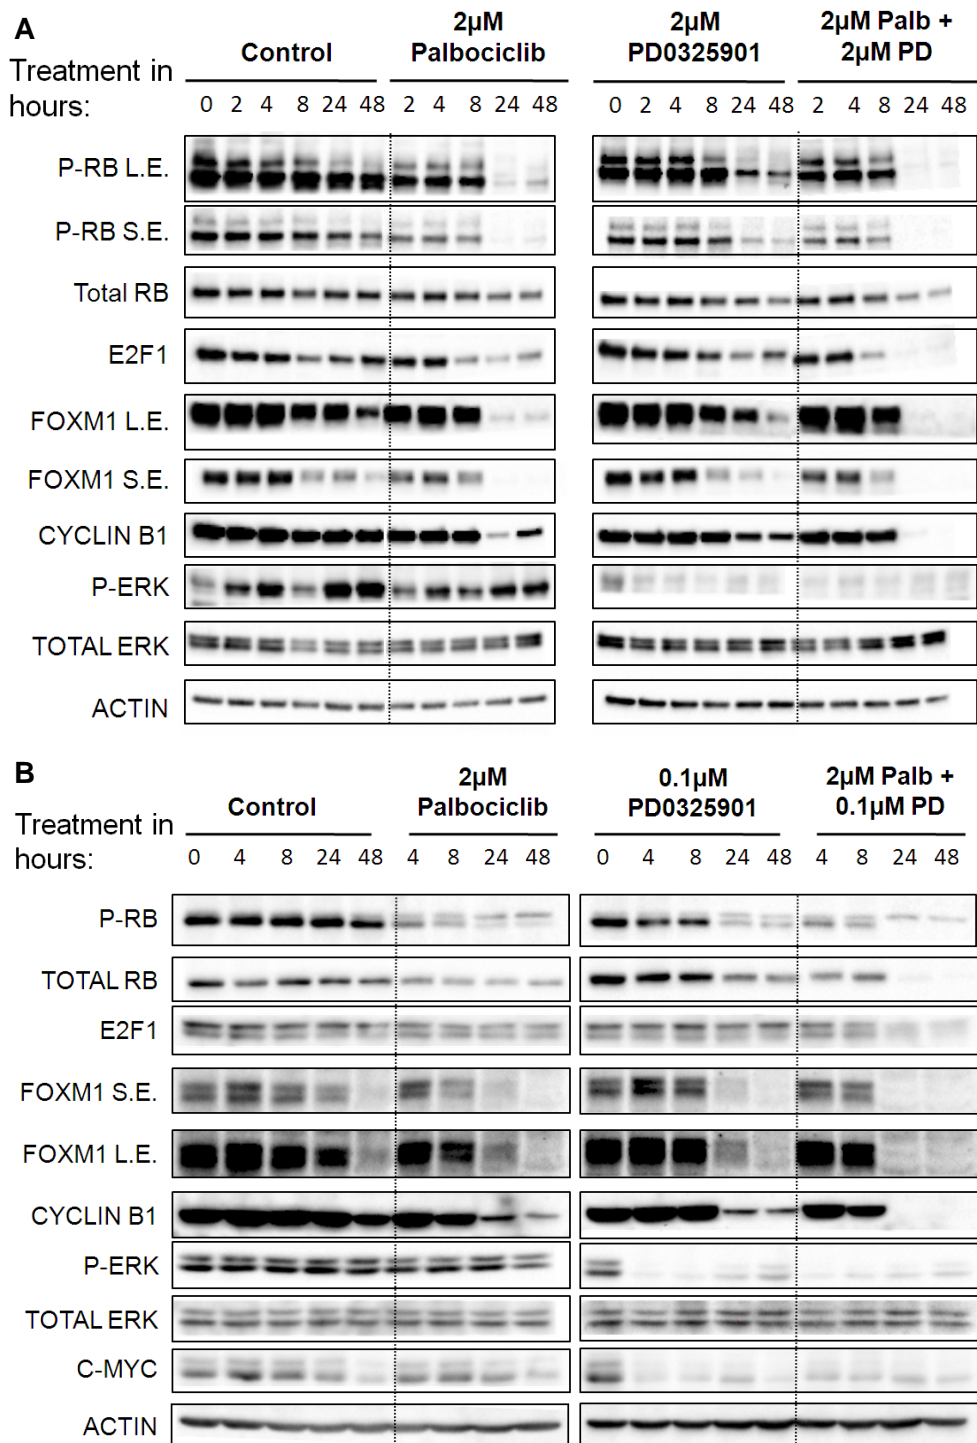 A
Treatment in
hours:
Control
2µM
Palbociclib
2µM
PD0325901
2µM Palb +
2µM PD
0 2 4 8 24 48 2 4 8 24 48 0 2 4 8 24 48 2 4 8 24 48
P-RB L.E.
P-RB S.E.
Total RB
E2F1
FOXM1 L.E.
FOXM1 S.E.
CYCLIN B1
P-ERK
TOTAL ERK
ACTIN
B
Treatment in
hours:
Control
2µM
Palbociclib
0.1µM
PD0325901
2µM Palb +
0.1µM PD
0 4 8 24 48 4 8 24 48 0 4 8 24 48 4 8 24 48
P-RB
TOTAL RB
E2F1
FOXM1 S.E.
FOXM1 L.E.
CYCLIN B1
P-ERK
TOTAL ERK
C-MYC
ACTIN